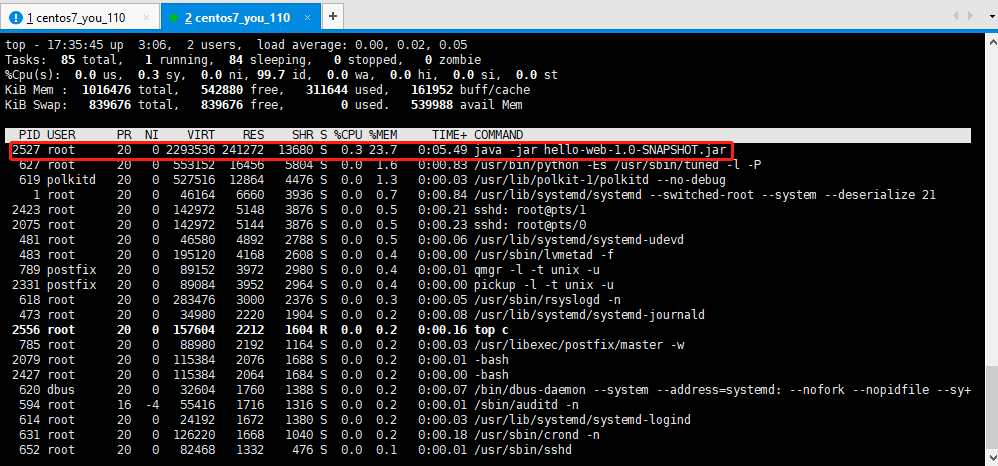 1 centos7_you_110 × 2 centos7_you_110 × +
top - 17:35:45 up  3:06,  2 users,  load average: 0.00, 0.02, 0.05
Tasks:  85 total,   1 running,  84 sleeping,   0 stopped,   0 zombie
%Cpu(s):  0.0 us,  0.3 sy,  0.0 ni, 99.7 id,  0.0 wa,  0.0 hi,  0.0 si,  0.0 st
KiB Mem :  1016476 total,   542880 free,   311644 used,   161952 buff/cache
KiB Swap:   839676 total,   839676 free,        0 used.   539988 avail Mem
PID USER      PR  NI    VIRT    RES    SHR S %CPU %MEM     TIME+ COMMAND
2527 root      20   0 2293536 241272  13680 S  0.3 23.7   0:05.49 java -jar hello-web-1.0-SNAPSHOT.jar
627 root      20   0  553152  16456   5804 S  0.0  1.6   0:00.83 /usr/bin/python -Es /usr/sbin/tuned -l -P
619 polkitd   20   0  527516  12864   4476 S  0.0  1.3   0:00.03 /usr/lib/polkit-1/polkitd --no-debug
1 root      20   0   46164   6660   3936 S  0.0  0.7   0:00.84 /usr/lib/systemd/systemd --switched-root --system --deserialize 21
2423 root      20   0  142972   5148   3876 S  0.0  0.5   0:00.21 sshd: root@pts/1
2075 root      20   0  142972   5144   3876 S  0.0  0.5   0:00.23 sshd: root@pts/0
481 root      20   0   46580   4892   2788 S  0.0  0.5   0:00.06 /usr/lib/systemd/systemd-udevd
483 root      20   0  195120   4168   2608 S  0.0  0.4   0:00.00 /usr/sbin/lvmetad -f
789 postfix   20   0   89152   3972   2980 S  0.0  0.4   0:00.01 qmgr -l -t unix -u
2331 postfix   20   0   89084   3952   2964 S  0.0  0.4   0:00.00 pickup -l -t unix -u
618 root      20   0  283476   3000   2376 S  0.0  0.3   0:00.05 /usr/sbin/rsyslogd -n
473 root      20   0   34980   2220   1904 S  0.0  0.2   0:00.08 /usr/lib/systemd/systemd-journald
2556 root      20   0  157604   2212   1604 R  0.0  0.2   0:00.16 top c
785 root      20   0   88980   2192   1164 S  0.0  0.2   0:00.03 /usr/libexec/postfix/master -w
2079 root      20   0  115384   2076   1688 S  0.0  0.2   0:00.01 -bash
2427 root      20   0  115384   2064   1684 S  0.0  0.2   0:00.00 -bash
620 dbus      20   0   32604   1760   1388 S  0.0  0.2   0:00.07 /bin/dbus-daemon --system --address=systemd: --nofork --nopidfile --sy+
594 root      16  -4   55416   1716   1316 S  0.0  0.2   0:00.01 /sbin/auditd -n
614 root      20   0   24192   1672   1380 S  0.0  0.2   0:00.03 /usr/lib/systemd/systemd-logind
631 root      20   0  126220   1668   1040 S  0.0  0.2   0:00.18 /usr/sbin/crond -n
652 root      20   0   82468   1332    476 S  0.0  0.1   0:00.01 /usr/sbin/sshd